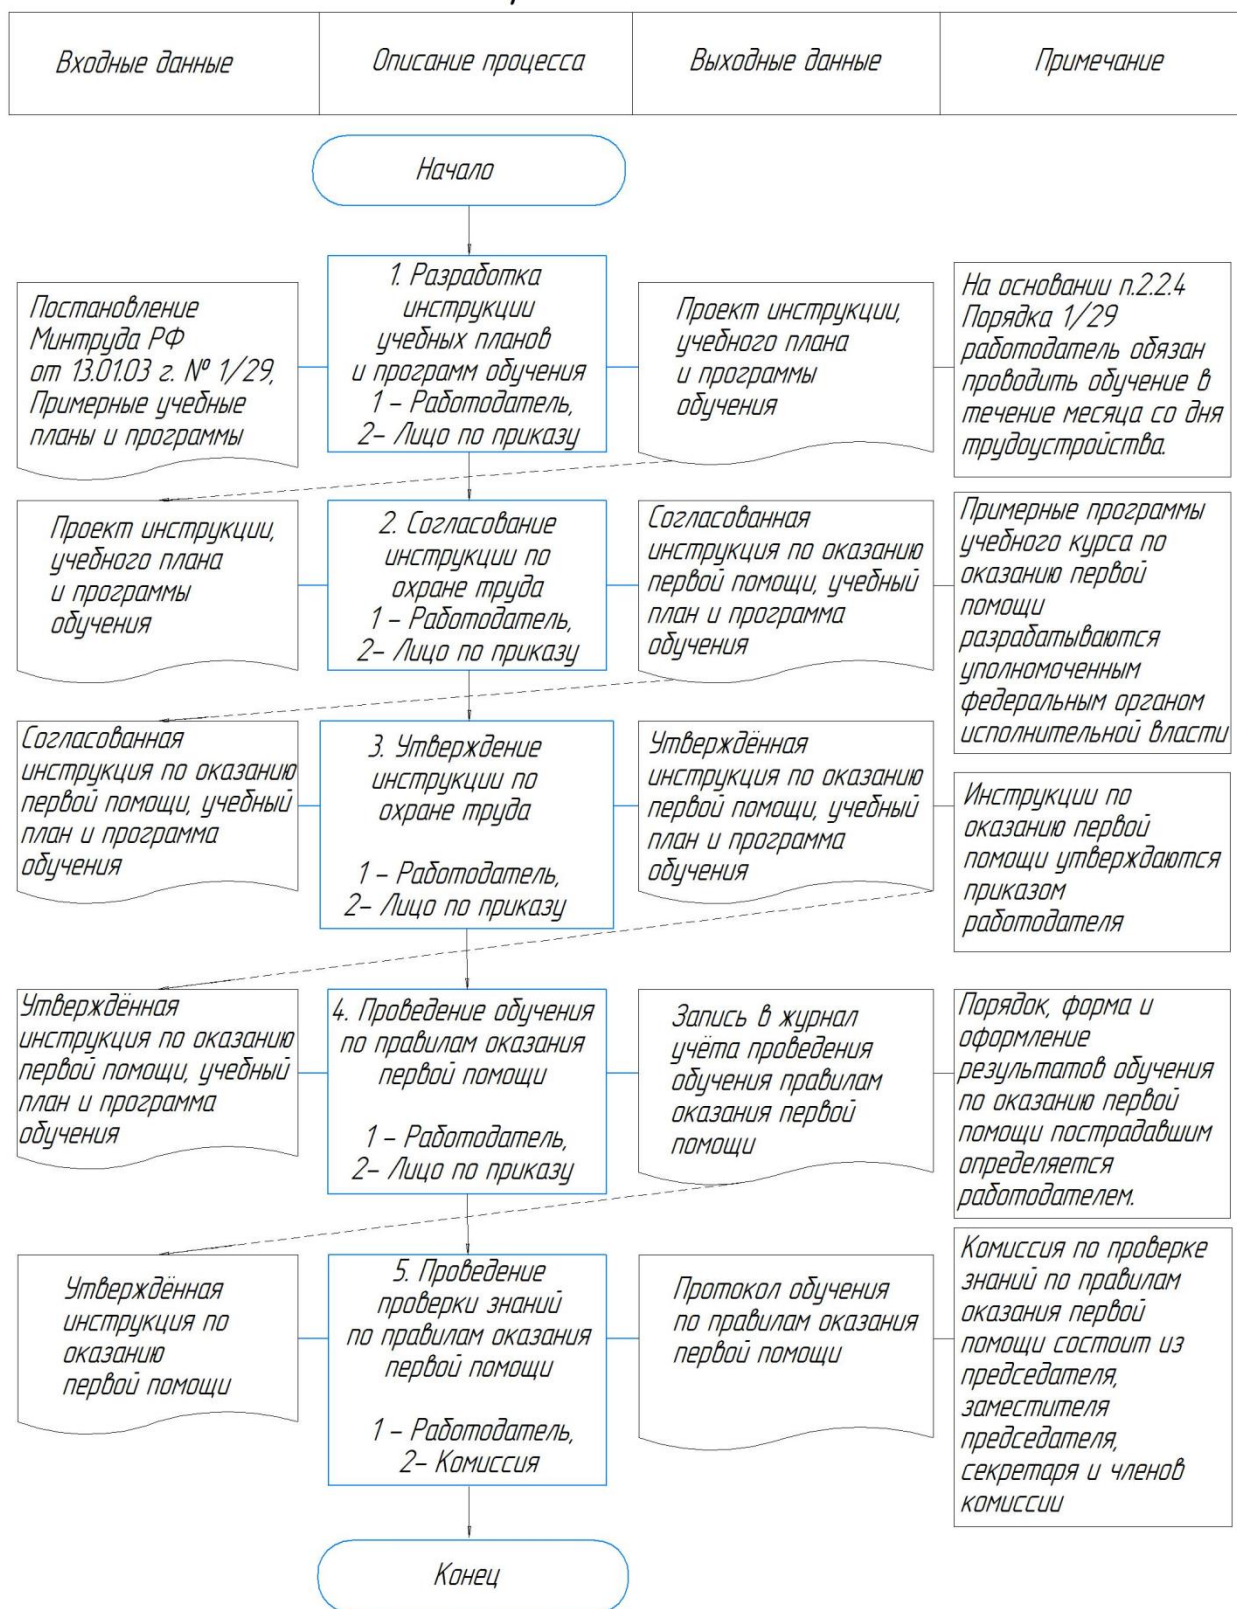 Входные данные
Описание процесса
Выходные данные
Примечание
Начало
Постановление
Минтруда РФ
от 13.01.03 г. № 1/29,
Примерные учебные
планы и программы
1. Разработка
инструкции
учебных планов
и программ обучения
1 – Работодатель,
2– Лицо по приказу
Проект инструкции,
учебного плана
и программы
обучения
На основании п.2.2.4
Порядка 1/29
работодатель обязан
проводить обучение в
течение месяца со дня
трудоустройства.
Проект инструкции,
учебного плана
и программы
обучения
2. Согласование
инструкции по
охране труда
1 – Работодатель,
2– Лицо по приказу
Согласованная
инструкция по оказанию
первой помощи, учебный
план и программа
обучения
Примерные программы
учебного курса по
оказанию первой
помощи
разрабатываются
уполномоченным
федеральным органом
исполнительной власти
Согласованная
инструкция по оказанию
первой помощи, учебный
план и программа
обучения
3. Утверждение
инструкции по
охране труда
1 – Работодатель,
2– Лицо по приказу
Утверждённая
инструкция по оказанию
первой помощи, учебный
план и программа
обучения
Инструкции по
оказанию первой
помощи утверждаются
приказом
работодателя
Утверждённая
инструкция по оказанию
первой помощи, учебный
план и программа
обучения
4. Проведение обучения
по правилам оказания
первой помощи
1 – Работодатель,
2– Лицо по приказу
Запись в журнал
учёта проведения
обучения правилам
оказания первой
помощи
Порядок, форма и
оформление
результатов обучения
по оказанию первой
помощи пострадавшим
определяется
работодателем.
Утверждённая
инструкция по
оказанию
первой помощи
5. Проведение
проверки знаний
по правилам оказания
первой помощи
1 – Работодатель,
2– Комиссия
Протокол обучения
по правилам оказания
первой помощи
Комиссия по проверке
знаний по правилам
оказания первой
помощи состоит из
председателя,
заместителя
председателя,
секретаря и членов
комиссии
Конец